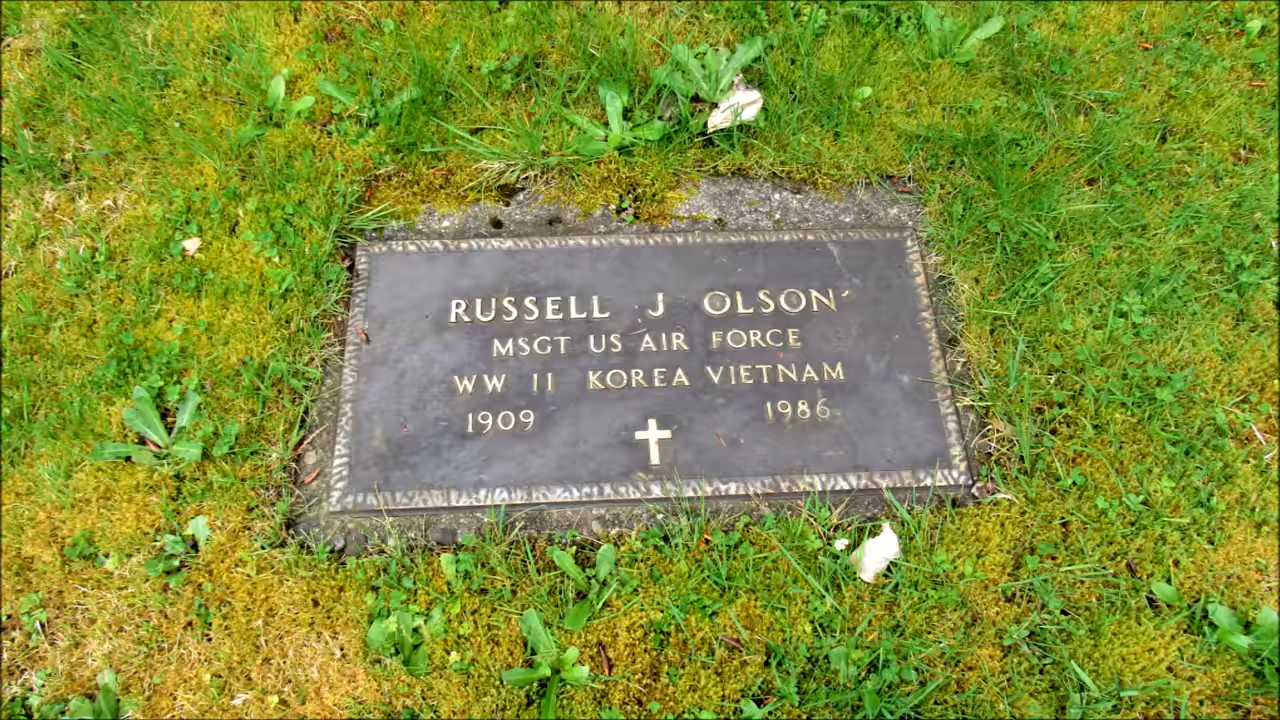 RUSSELL J OLSON
MSGT US AIR FORCE
WW II KOREA VIETNAM
1909 1986